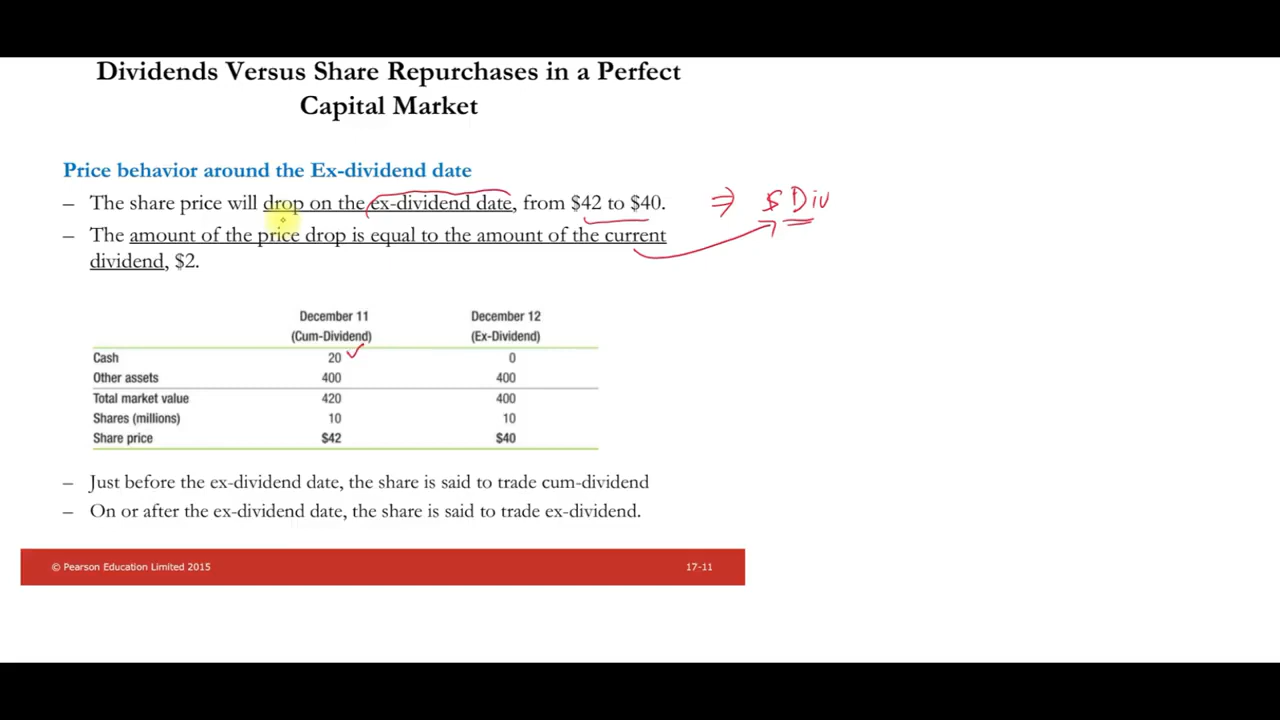 Dividends Versus Share Repurchases in a Perfect
Capital Market
Price behavior around the Ex-dividend date
– The share price will drop on the ex-dividend date, from $42 to $40. ⇒ $ Div
– The amount of the price drop is equal to the amount of the current
dividend, $2.
December 11 December 12
(Cum-Dividend) (Ex-Dividend)
Cash 20 ✓ 0
Other assets 400 400
Total market value 420 400
Shares (millions) 10 10
Share price $42 $40
– Just before the ex-dividend date, the share is said to trade cum-dividend
– On or after the ex-dividend date, the share is said to trade ex-dividend.
© Pearson Education Limited 2015 17-11